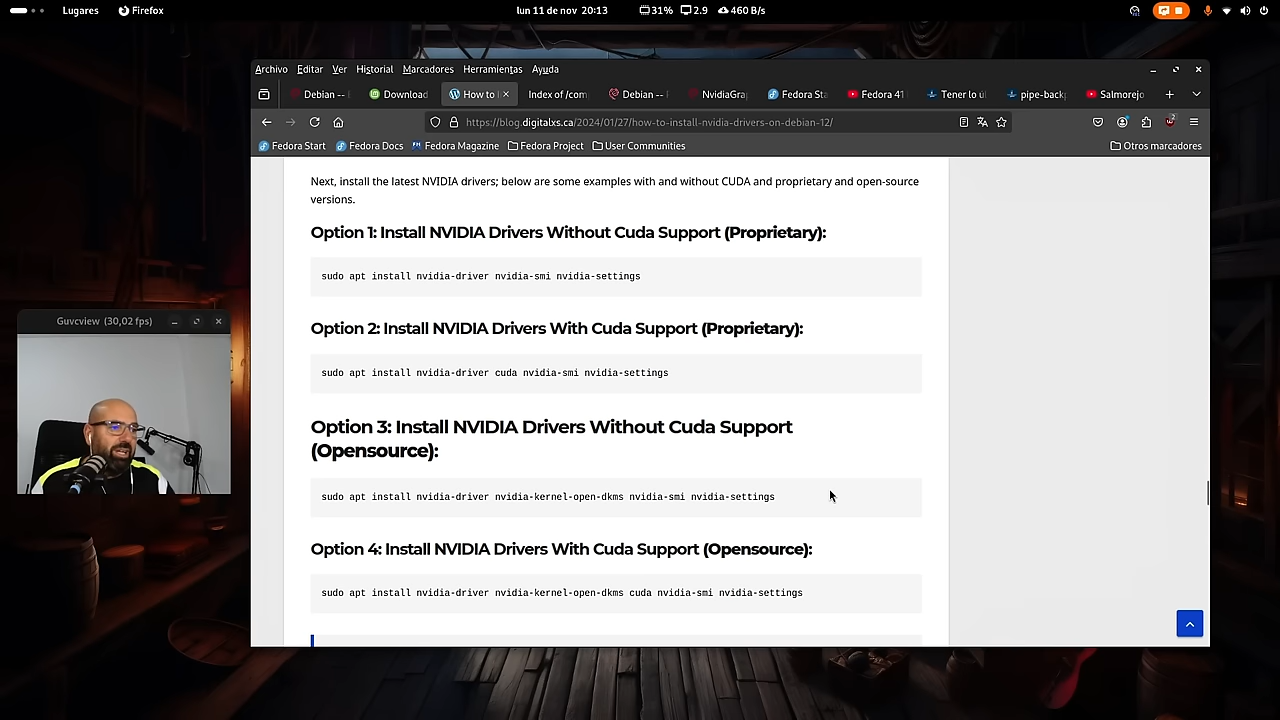 Lugares Firefox lun 11 de nov 20:13 31% 2.9 460 B/s
Archivo Editar Ver Historial Marcadores Herramientas Ayuda
Debian -- Download How to Index of /com Debian -- NvidiaGra Fedora Sta Fedora 41 Tener lo ú pipe-back Salmorejo
https://blog.digitalxs.ca/2024/01/27/how-to-install-nvidia-drivers-on-debian-12/
2
Fedora Start Fedora Docs Fedora Magazine Fedora Project User Communities Otros marcadores
Next, install the latest NVIDIA drivers; below are some examples with and without CUDA and proprietary and open-source
versions.
Option 1: Install NVIDIA Drivers Without Cuda Support (Proprietary):
sudo apt install nvidia-driver nvidia-smi nvidia-settings
Option 2: Install NVIDIA Drivers With Cuda Support (Proprietary):
sudo apt install nvidia-driver cuda nvidia-smi nvidia-settings
Option 3: Install NVIDIA Drivers Without Cuda Support
(Opensource):
sudo apt install nvidia-driver nvidia-kernel-open-dkms nvidia-smi nvidia-settings
Option 4: Install NVIDIA Drivers With Cuda Support (Opensource):
sudo apt install nvidia-driver nvidia-kernel-open-dkms cuda nvidia-smi nvidia-settings
Guvcview (30,02 fps)